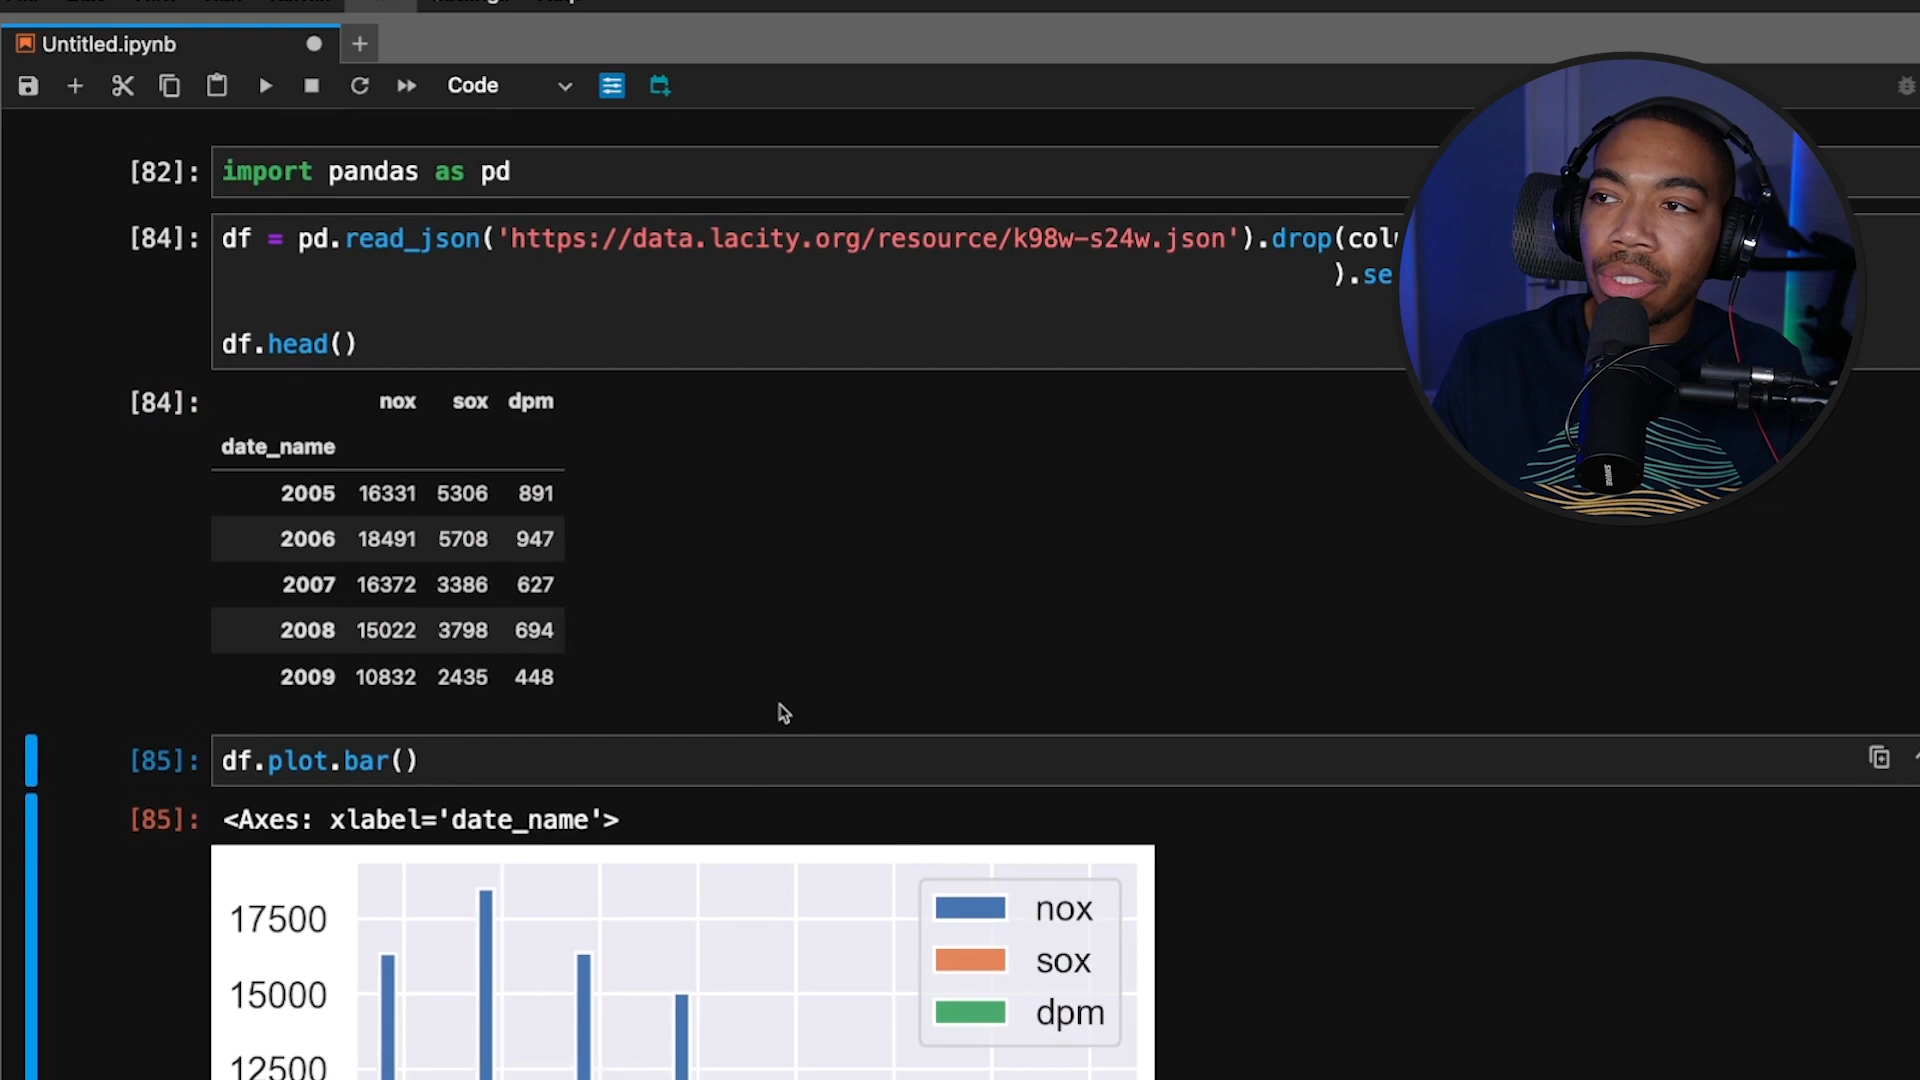 Untitled.ipynb
Code
[82]: import pandas as pd
[84]: df = pd.read_json('https://data.lacity.org/resource/k98w-s24w.json').drop(col
).se
df.head()
[84]: nox sox dpm
date_name
2005 16331 5306 891
2006 18491 5708 947
2007 16372 3386 627
2008 15022 3798 694
2009 10832 2435 448
[85]: df.plot.bar()
[85]: <Axes: xlabel='date_name'>
17500
15000
12500
nox
sox
dpm
SHURE